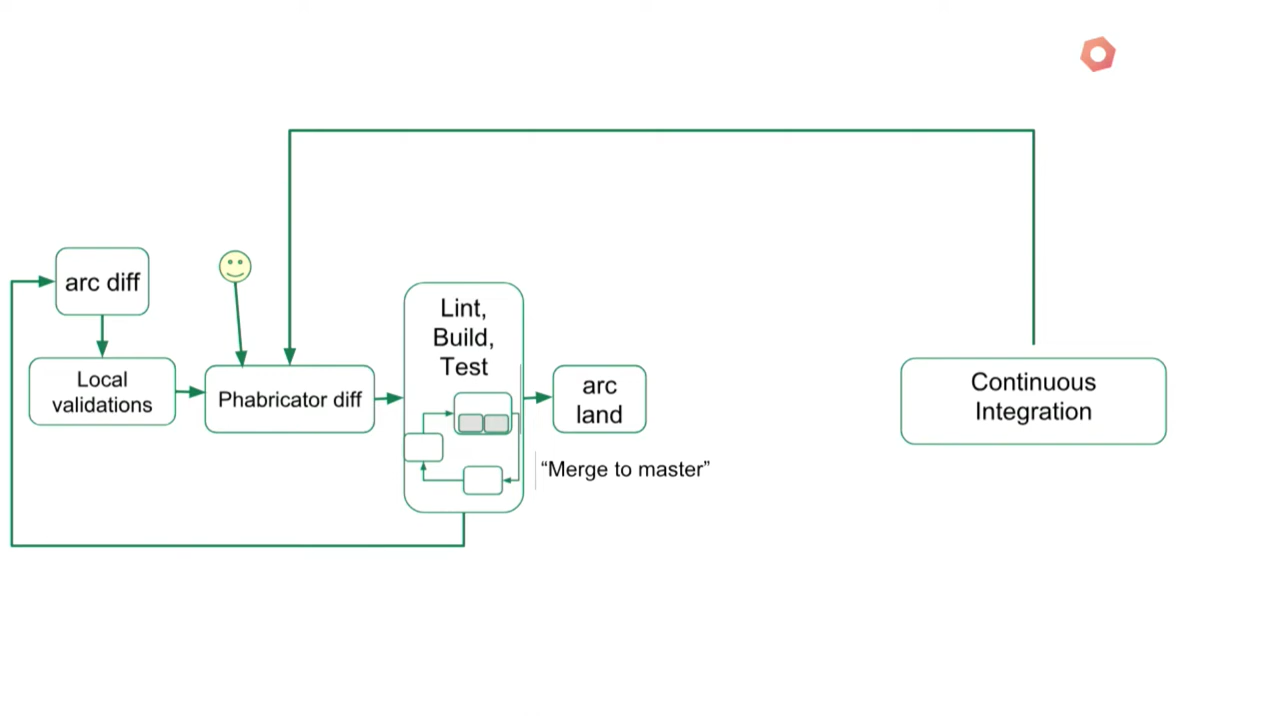 arc diff
Local
validations
Phabricator diff
Lint,
Build,
Test
arc
land
“Merge to master”
Continuous
Integration